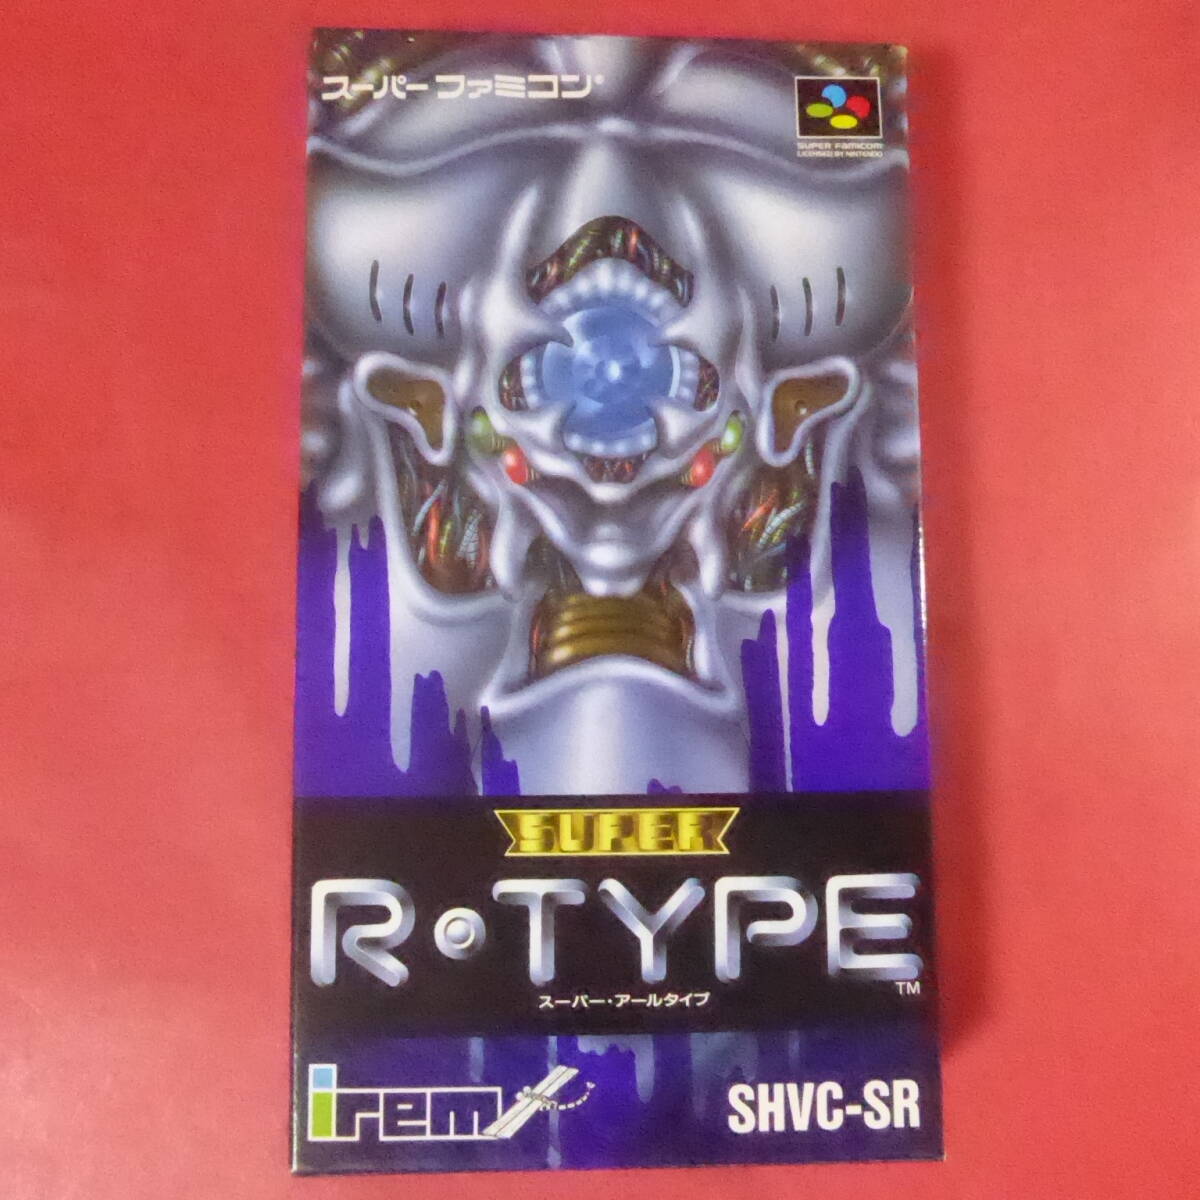 スーパーファミコン®
SUPER FAMICOM
LICENSED BY NINTENDO
SUPER
R・TYPE
TM
スーパー・アールタイプ
irem
SHVC-SR